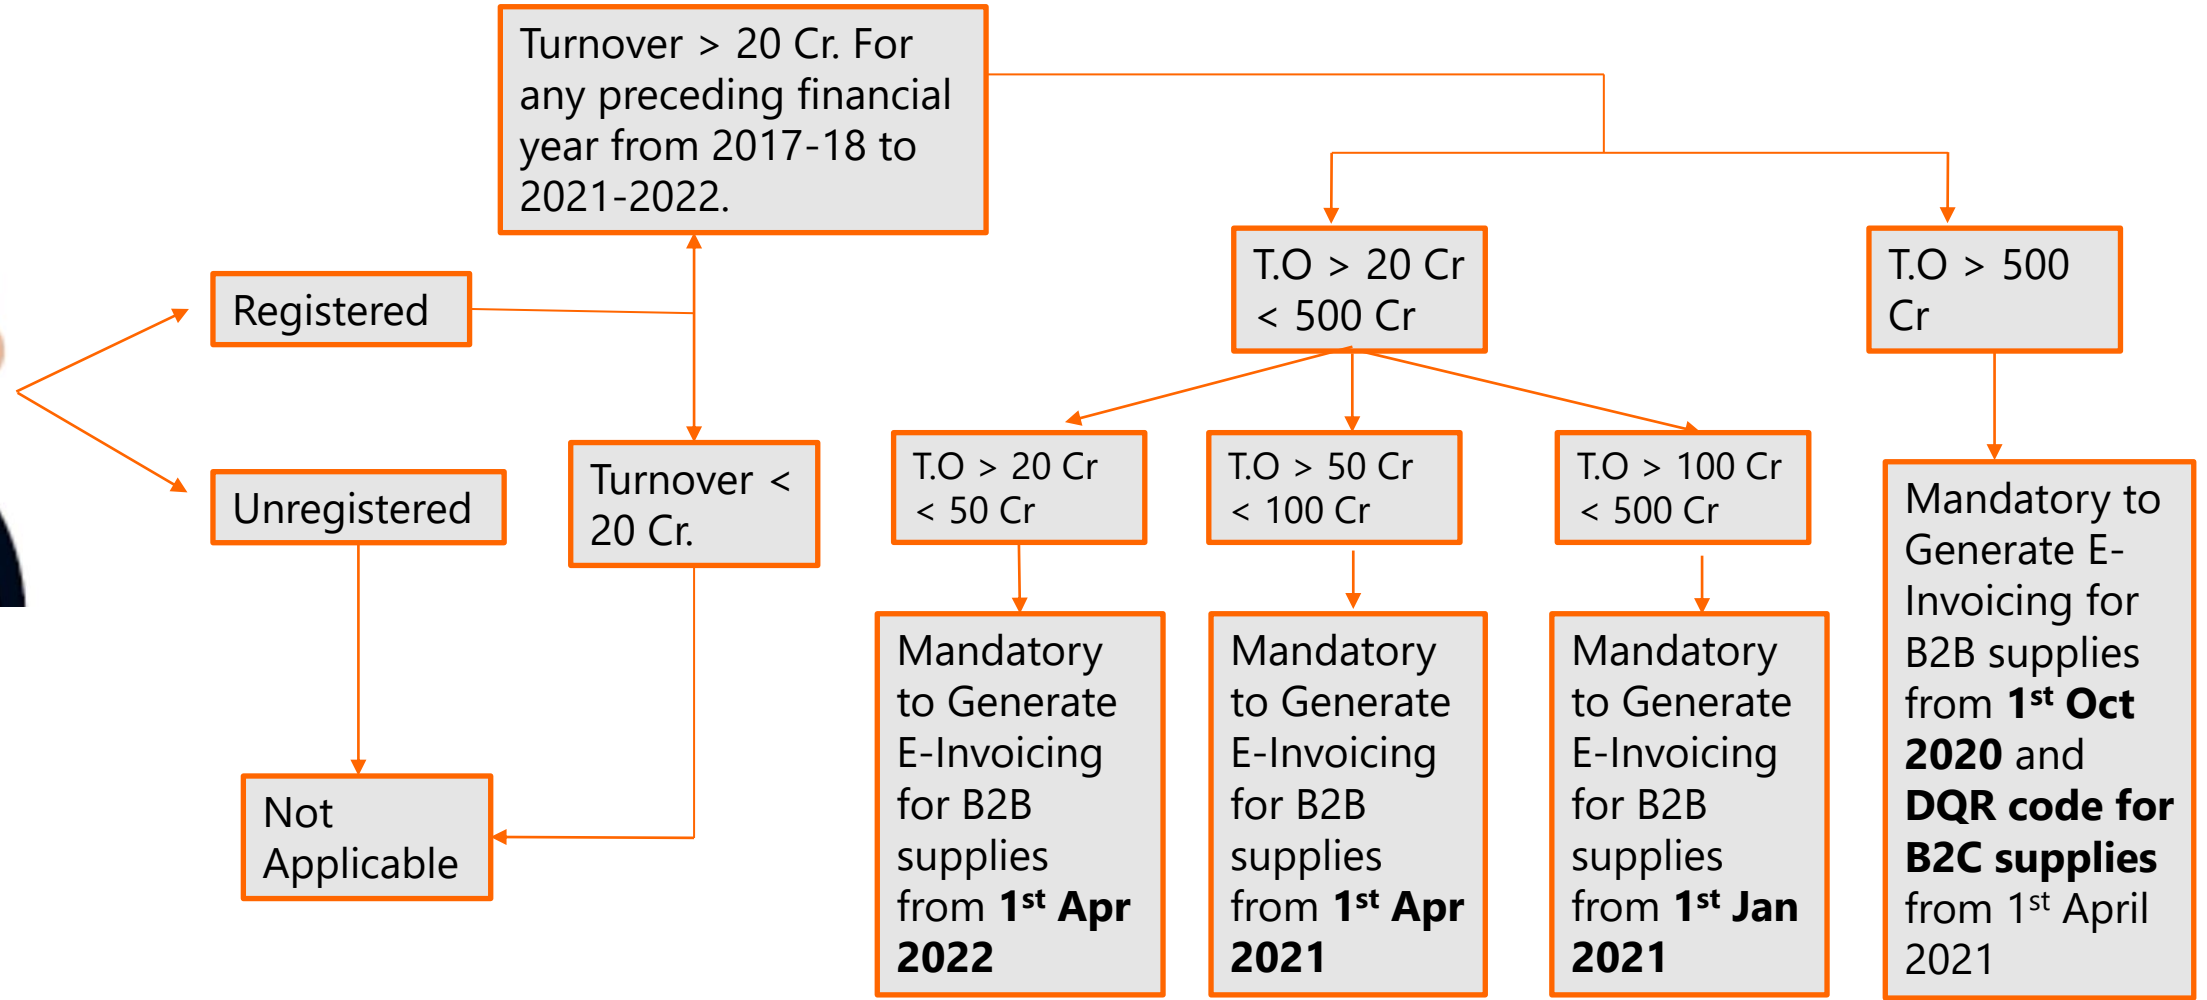 Turnover > 20 Cr. For
any preceding financial
year from 2017-18 to
2021-2022.
Registered
Unregistered
Turnover <
20 Cr.
Not
Applicable
T.O > 20 Cr
< 500 Cr
T.O > 500
Cr
T.O > 20 Cr
< 50 Cr
T.O > 50 Cr
< 100 Cr
T.O > 100 Cr
< 500 Cr
Mandatory
to Generate
E-Invoicing
for B2B
supplies
from 1st Apr
2022
Mandatory
to Generate
E-Invoicing
for B2B
supplies
from 1st Apr
2021
Mandatory
to Generate
E-Invoicing
for B2B
supplies
from 1st Jan
2021
Mandatory to
Generate E-
Invoicing for
B2B supplies
from 1st Oct
2020 and
DQR code for
B2C supplies
from 1st April
2021